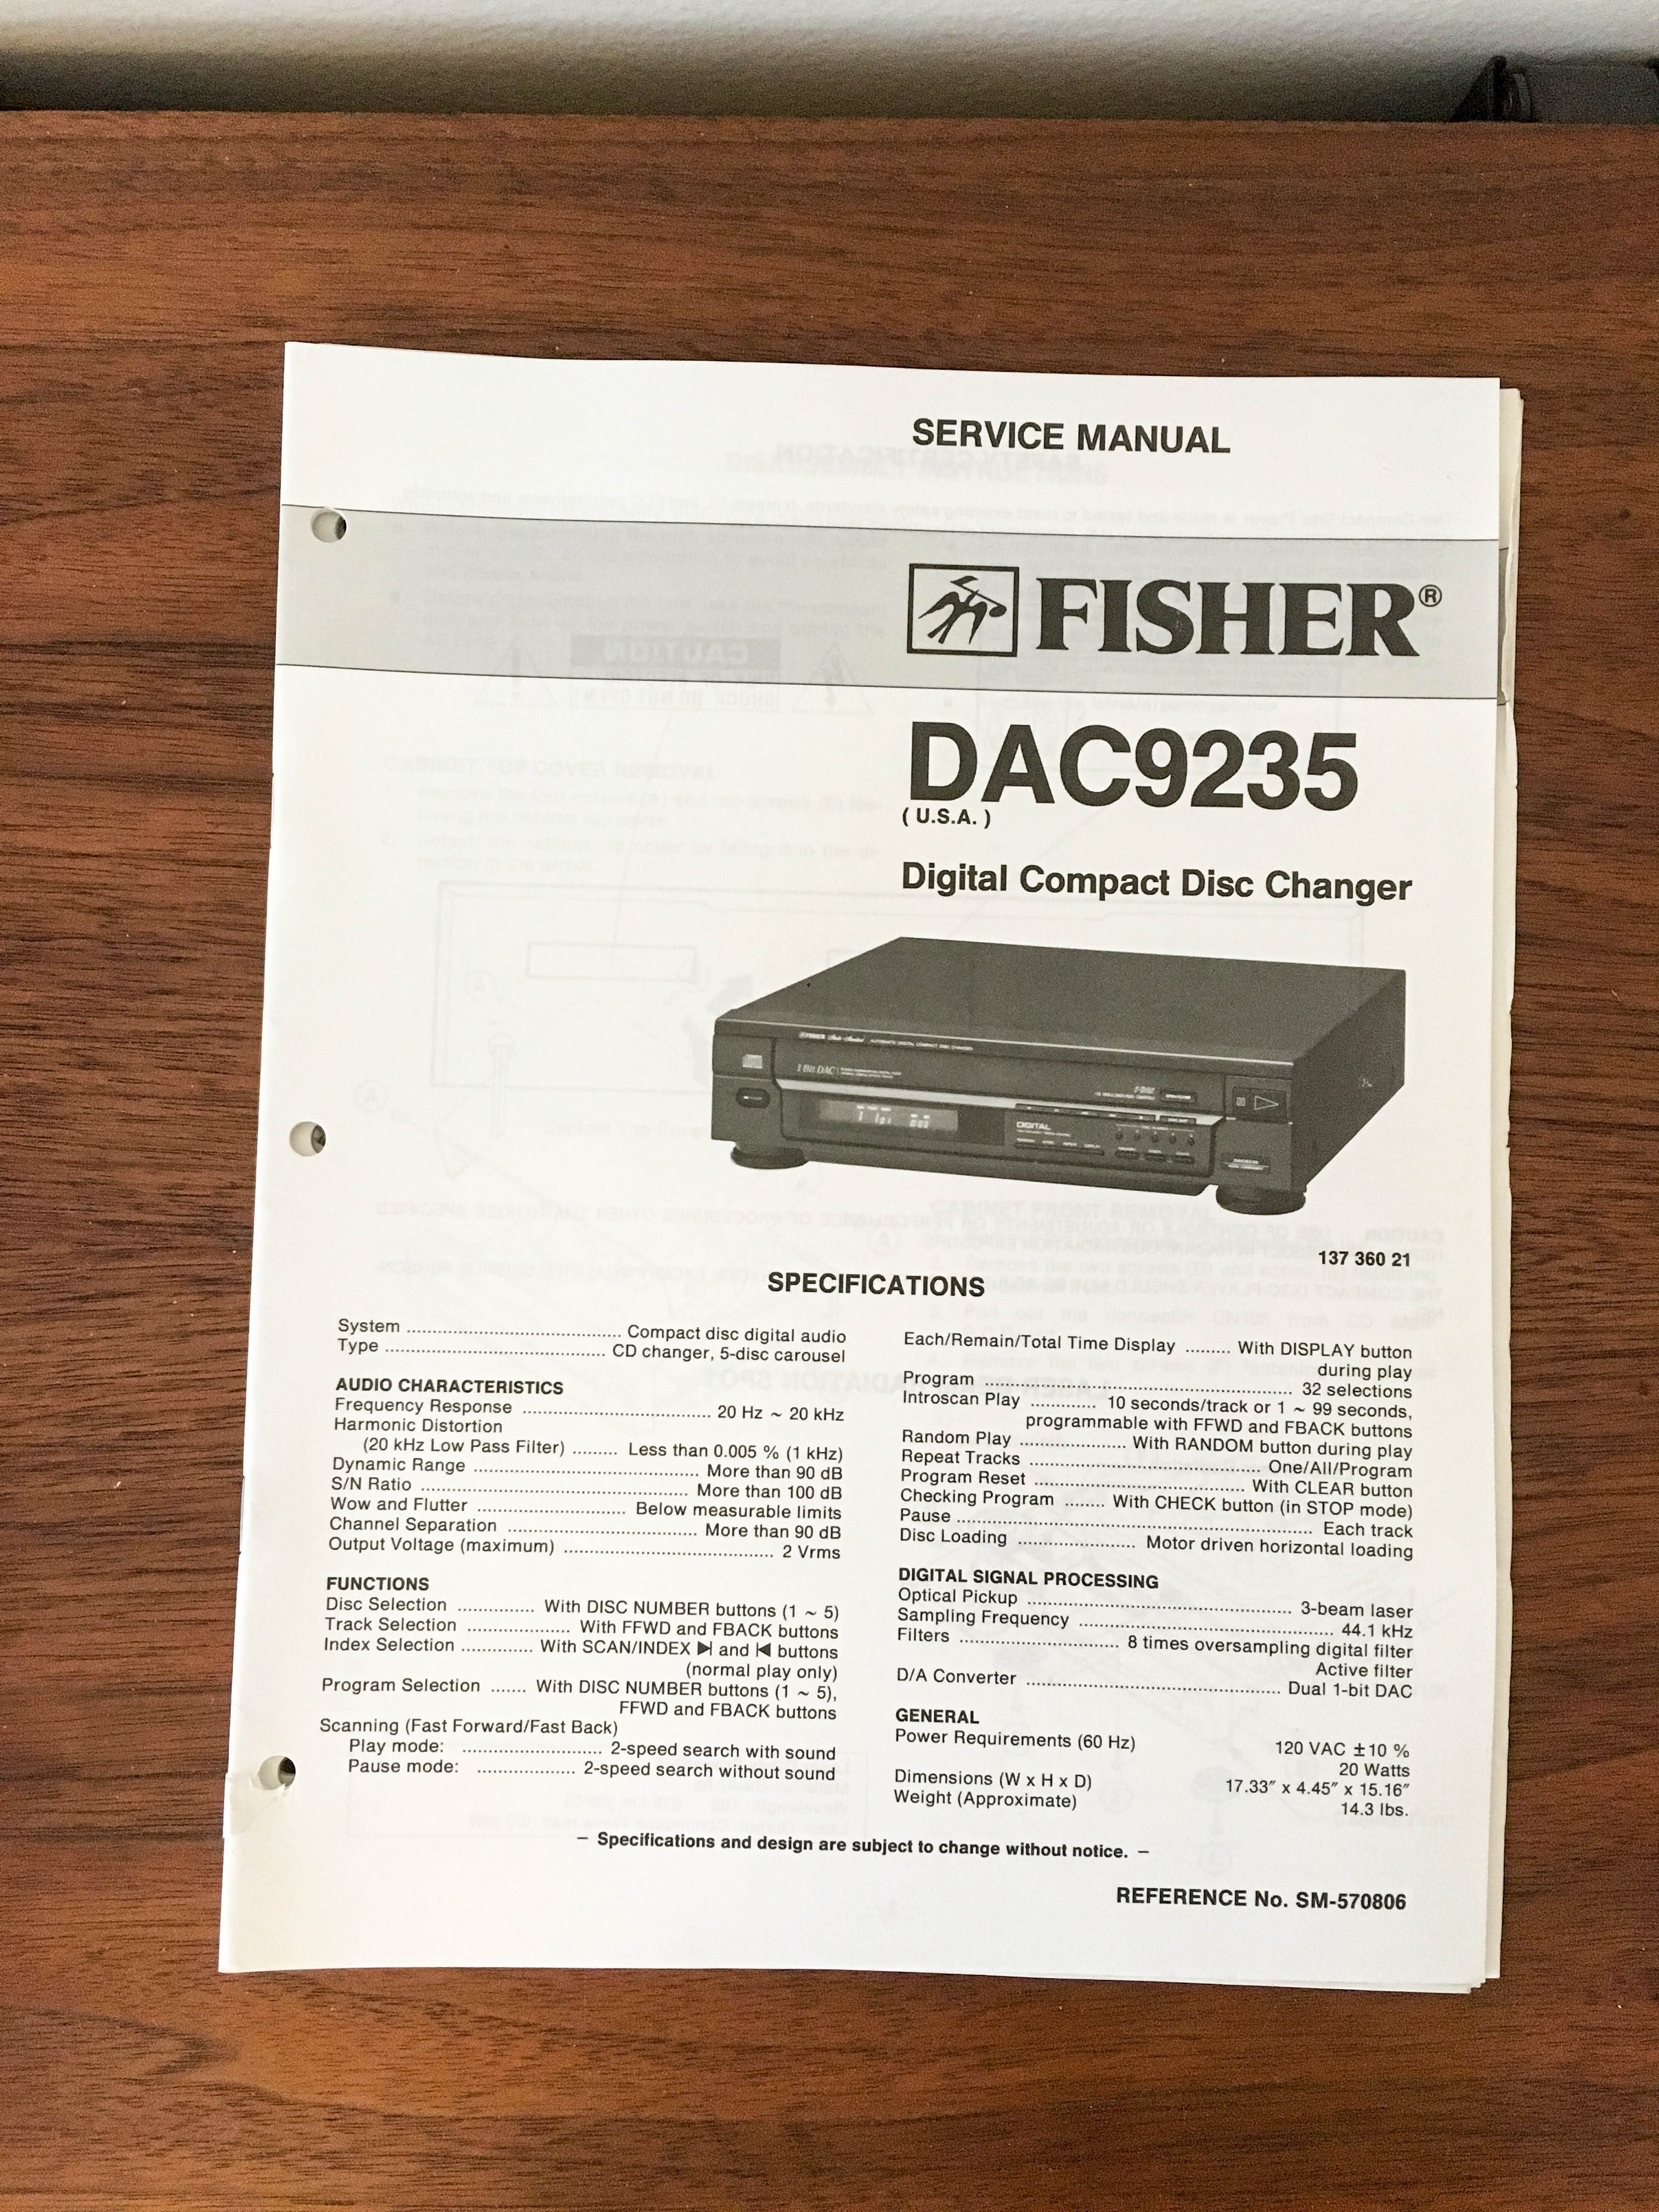 SERVICE MANUAL
FISHER®
DAC9235
( U.S.A. )
Digital Compact Disc Changer
FISHER
1 Bit DAC
DIGITAL
137 360 21
SPECIFICATIONS
System ........ Compact disc digital audio
Type ........ CD changer, 5-disc carousel
AUDIO CHARACTERISTICS
Frequency Response ........ 20 Hz ~ 20 kHz
Harmonic Distortion
(20 kHz Low Pass Filter) ........ Less than 0.005 % (1 kHz)
Dynamic Range ........ More than 90 dB
S/N Ratio ........ More than 100 dB
Wow and Flutter ........ Below measurable limits
Channel Separation ........ More than 90 dB
Output Voltage (maximum) ........ 2 Vrms
FUNCTIONS
Disc Selection ........ With DISC NUMBER buttons (1 ~ 5)
Track Selection ........ With FFWD and FBACK buttons
Index Selection ........ With SCAN/INDEX ▶| and |◀ buttons
(normal play only)
Program Selection ....... With DISC NUMBER buttons (1 ~ 5),
FFWD and FBACK buttons
Scanning (Fast Forward/Fast Back)
Play mode: ........ 2-speed search with sound
Pause mode: ........ 2-speed search without sound
Each/Remain/Total Time Display ......... With DISPLAY button
during play
Program ........ 32 selections
Introscan Play ........ 10 seconds/track or 1 ~ 99 seconds,
programmable with FFWD and FBACK buttons
Random Play ........ With RANDOM button during play
Repeat Tracks ........ One/All/Program
Program Reset ........ With CLEAR button
Checking Program ........ With CHECK button (in STOP mode)
Pause ........ Each track
Disc Loading ........ Motor driven horizontal loading
DIGITAL SIGNAL PROCESSING
Optical Pickup ........ 3-beam laser
Sampling Frequency ........ 44.1 kHz
Filters ........ 8 times oversampling digital filter
Active filter
D/A Converter ........ Dual 1-bit DAC
GENERAL
Power Requirements (60 Hz) 120 VAC ±10 %
20 Watts
Dimensions (W x H x D) 17.33″ x 4.45″ x 15.16″
Weight (Approximate) 14.3 lbs.
– Specifications and design are subject to change without notice. –
REFERENCE No. SM-570806